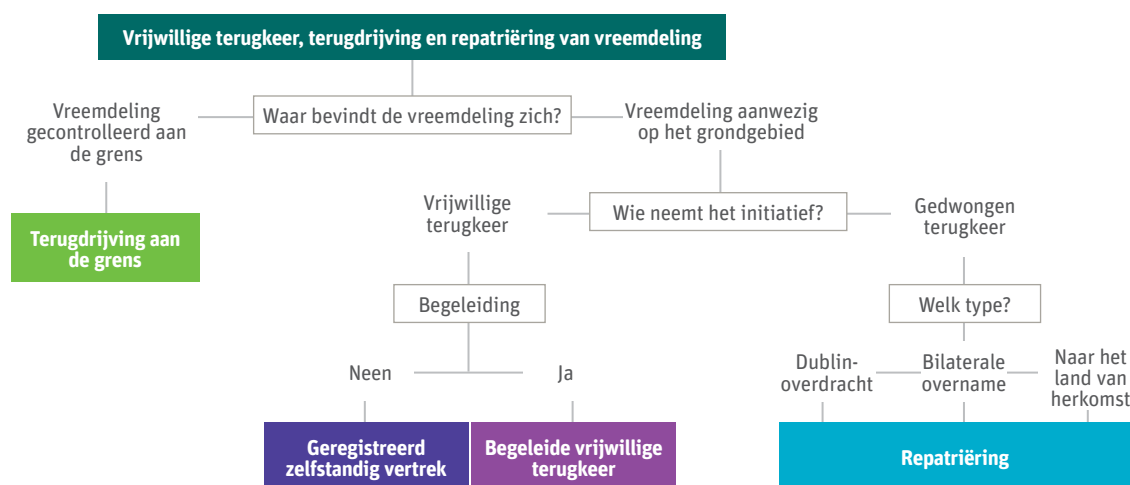 Vrijwillige terugkeer, terugdrijving en repatriëring van vreemdeling
Waar bevindt de vreemdeling zich?
Vreemdeling
gecontroleerd aan
de grens
Vreemdeling aanwezig
op het grondgebied
Terugdrijving aan
de grens
Wie neemt het initiatief?
Vrijwillige
terugkeer
Gedwongen
terugkeer
Begeleiding
Welk type?
Neen
Ja
Dublin-
overdracht
Bilaterale
overname
Naar het
land van
herkomst
Geregistreerd
zelfstandig vertrek
Begeleide vrijwillige
terugkeer
Repatriëring